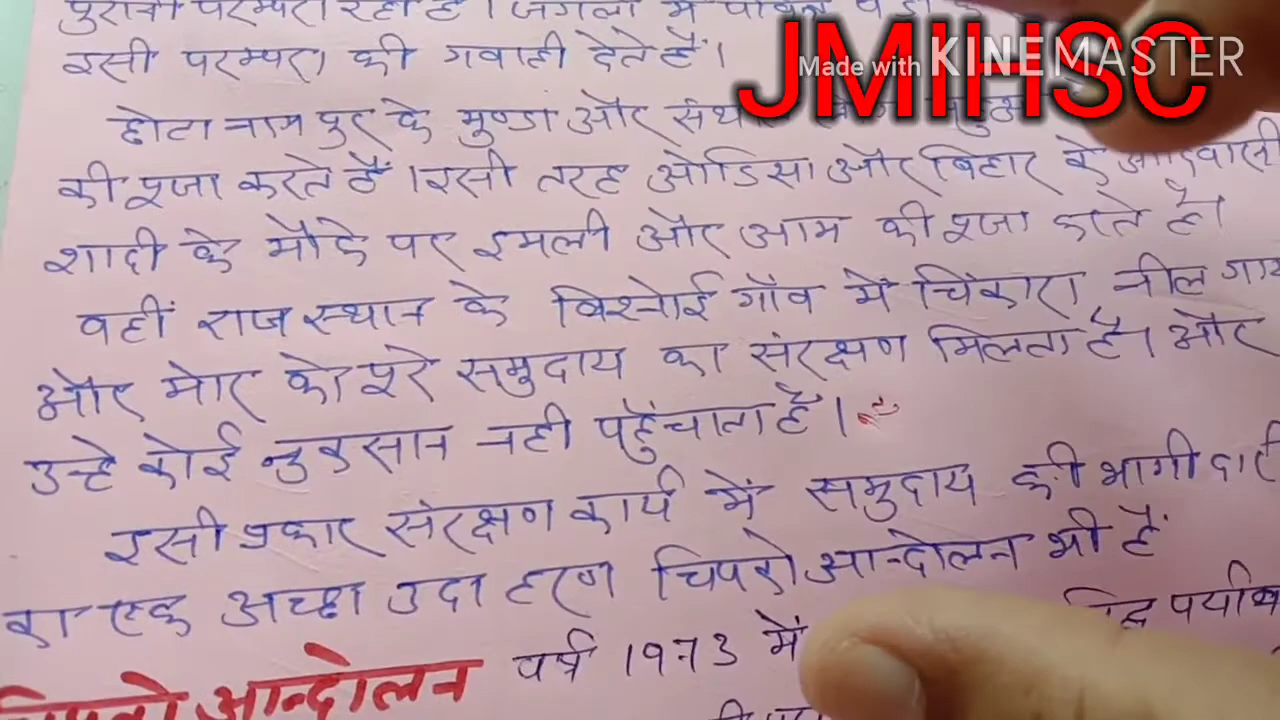 इसी परम्परा की गवाही देते हैं।
JMIHSC
Made with KINEMASTER
छोटा नाग पुर के मुण्डा और
की पूजा करते हैं। इसी तरह ओडिसा और बिहार के आदिवासी
शादी के मौके पर इमली और आम की पूजा करते है।
वहीं राजस्थान के बिश्नोई गाँव में चिंकारा, नील गाय
और मोर को पूरे समुदाय का संरक्षण मिलता है। और
उन्हे कोई नुकसान नही पहुँचाता है।
इसी प्रकार संरक्षण कार्य में समुदाय की भागीदारी
का एक अच्छा उदाहरण चिपको आन्दोलन भी है
चिपको आन्दोलन वर्ष 1973 में